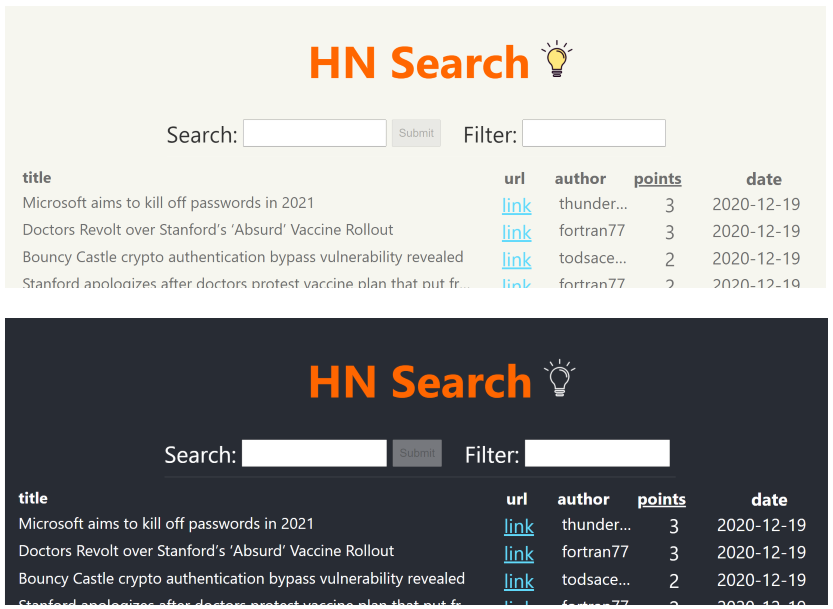 HN Search
Search: Submit Filter:
title url author points date
Microsoft aims to kill off passwords in 2021 link thunder... 3 2020-12-19
Doctors Revolt over Stanford’s ‘Absurd’ Vaccine Rollout link fortran77 3 2020-12-19
Bouncy Castle crypto authentication bypass vulnerability revealed link todsace... 2 2020-12-19
Stanford apologizes after doctors protest vaccine plan that put fr... link fortran77 2 2020-12-19
HN Search
Search: Submit Filter:
title url author points date
Microsoft aims to kill off passwords in 2021 link thunder... 3 2020-12-19
Doctors Revolt over Stanford’s ‘Absurd’ Vaccine Rollout link fortran77 3 2020-12-19
Bouncy Castle crypto authentication bypass vulnerability revealed link todsace... 2 2020-12-19
Stanford apologizes after doctors protest vaccine plan that put fr... link fortran77 2 2020-12-19